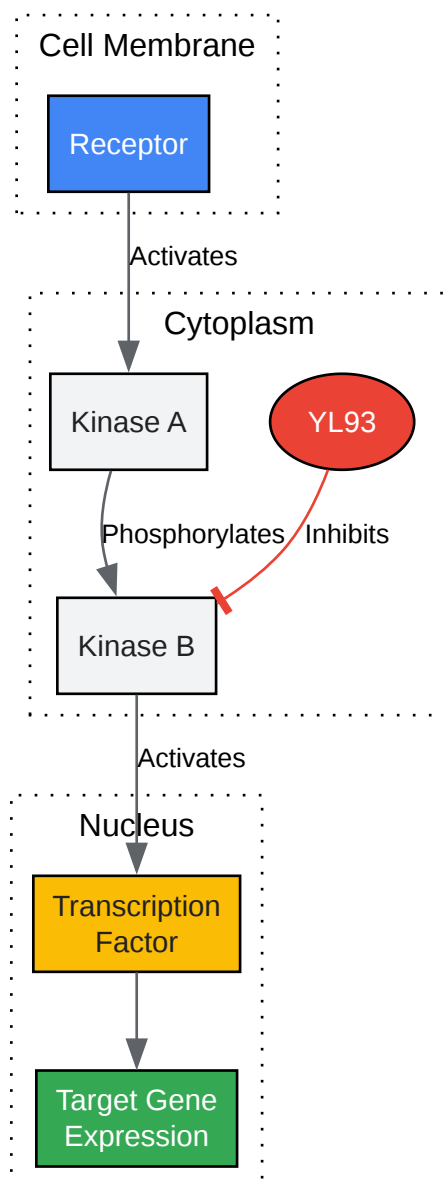 Cell Membrane
Receptor
Activates
Cytoplasm
Kinase A
YL93
Phosphorylates
Inhibits
Kinase B
Activates
Nucleus
Transcription
Factor
Target Gene
Expression